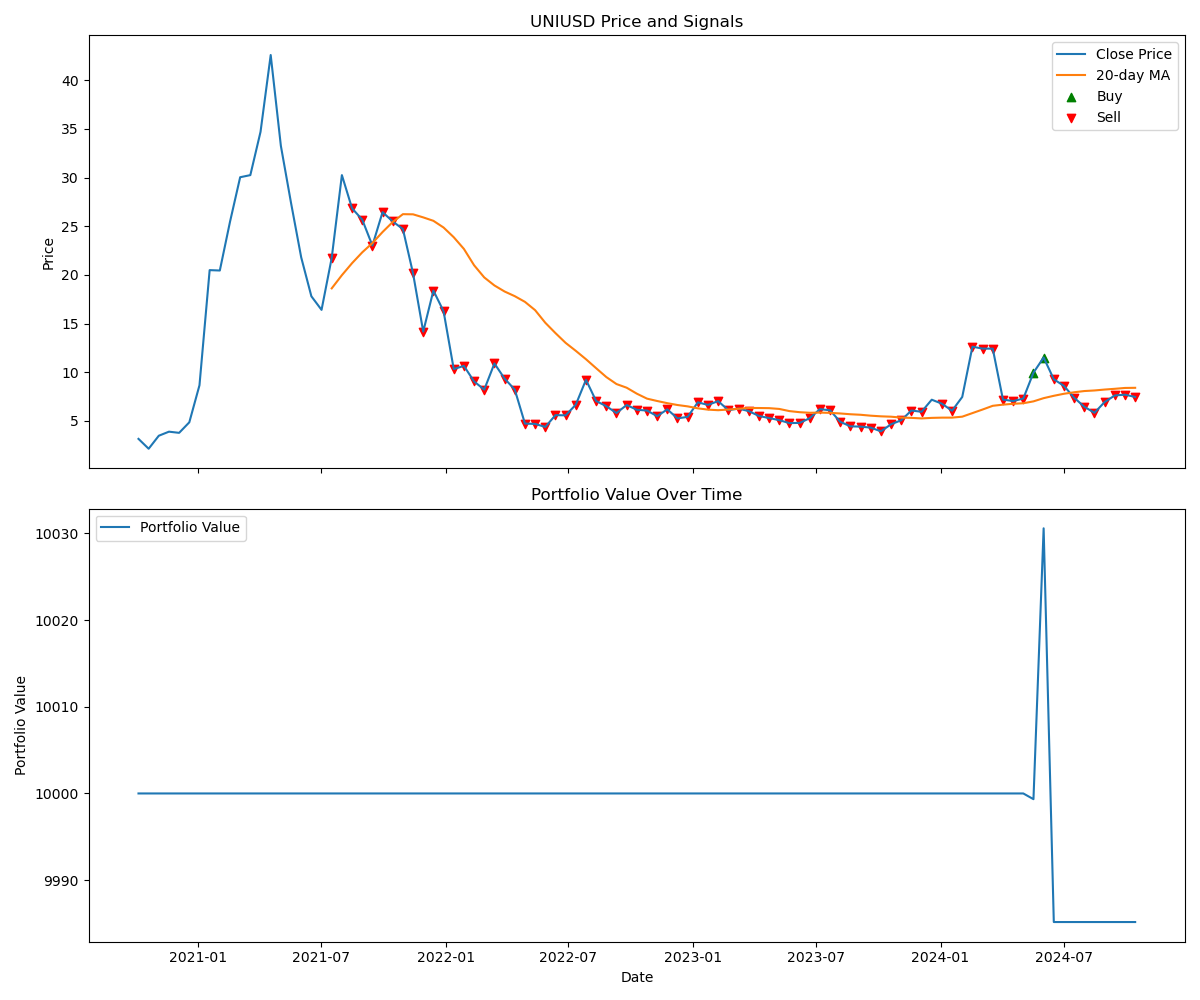 UNIUSD Price and Signals
Price
40
35
30
25
20
15
10
5
Close Price
20-day MA
Buy
Sell
Portfolio Value Over Time
Portfolio Value
10030
10020
10010
10000
9990
Portfolio Value
2021-01
2021-07
2022-01
2022-07
2023-01
2023-07
2024-01
2024-07
Date